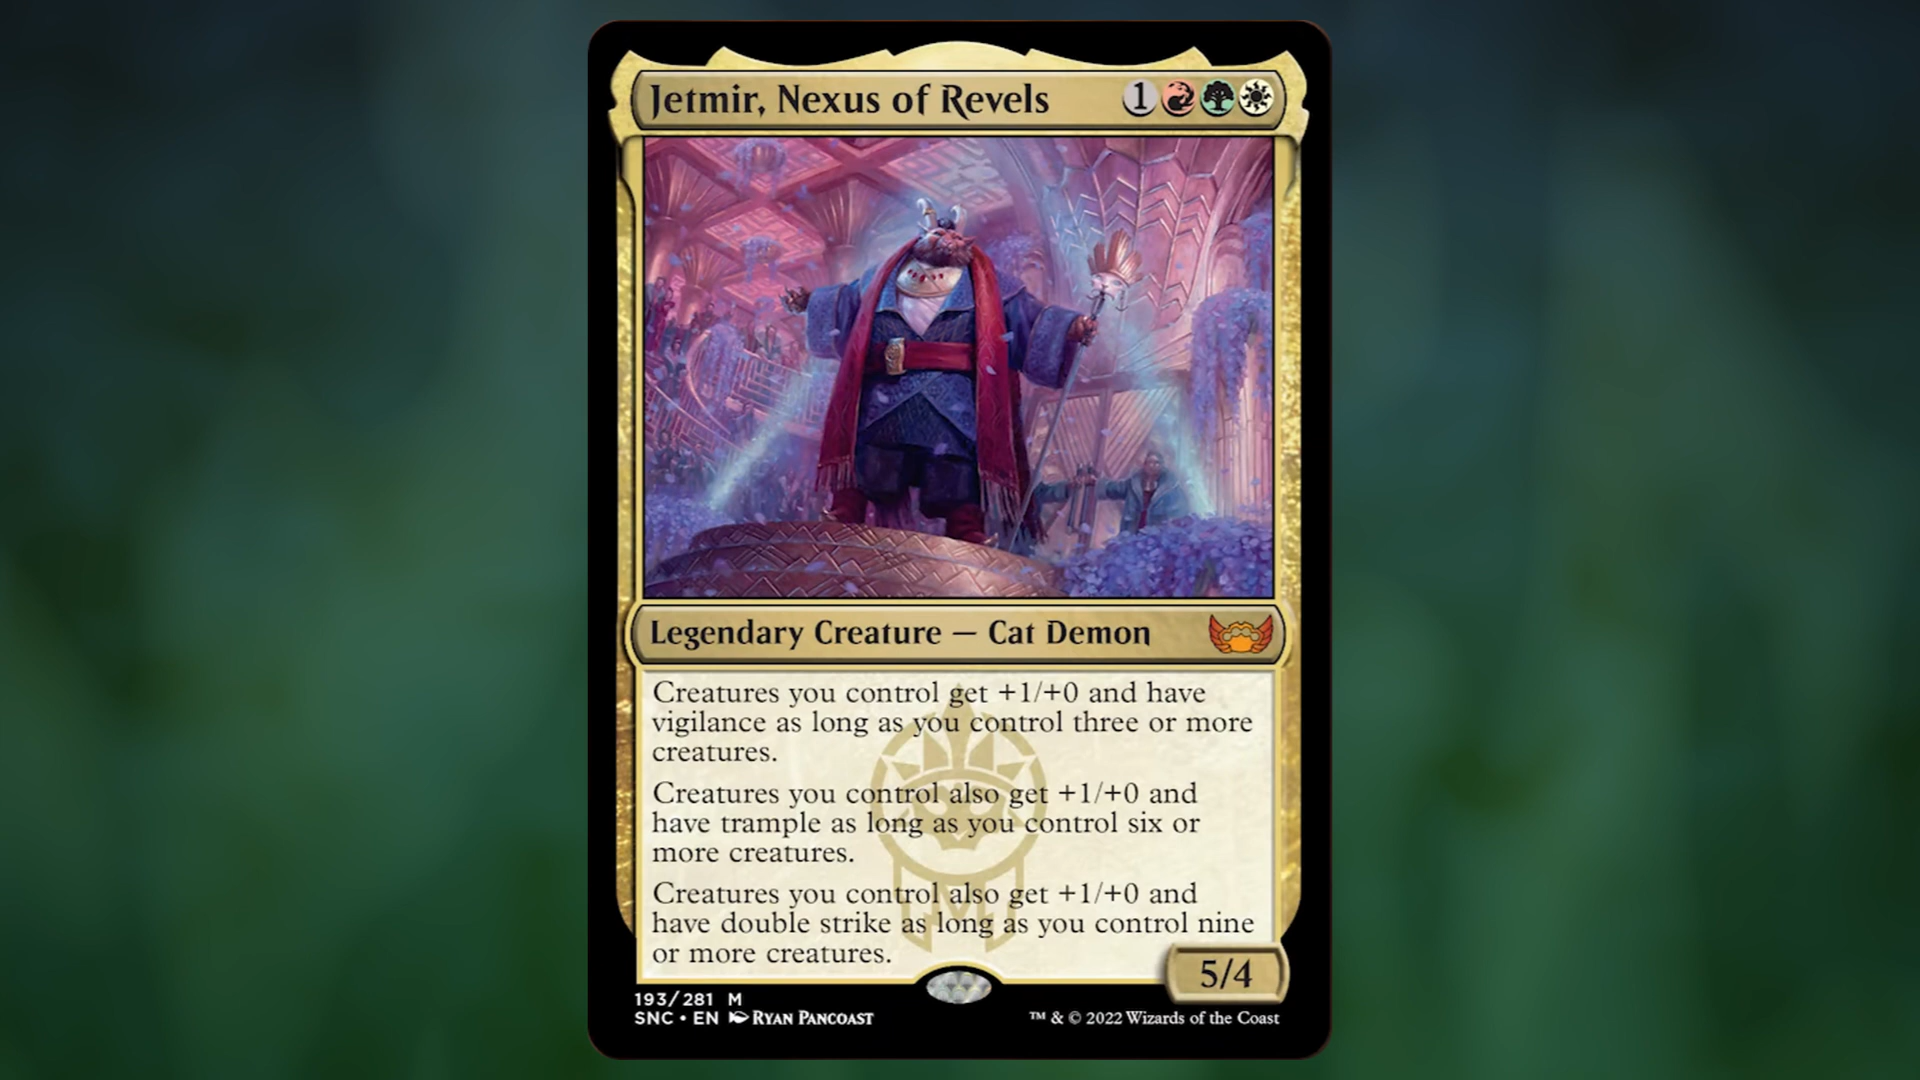 Jetmir, Nexus of Revels 1
Legendary Creature — Cat Demon
Creatures you control get +1/+0 and have
vigilance as long as you control three or more
creatures.
Creatures you control also get +1/+0 and
have trample as long as you control six or
more creatures.
Creatures you control also get +1/+0 and
have double strike as long as you control nine
or more creatures.
5/4
193/281 M
SNC • EN Ryan Pancoast
™ & © 2022 Wizards of the Coast